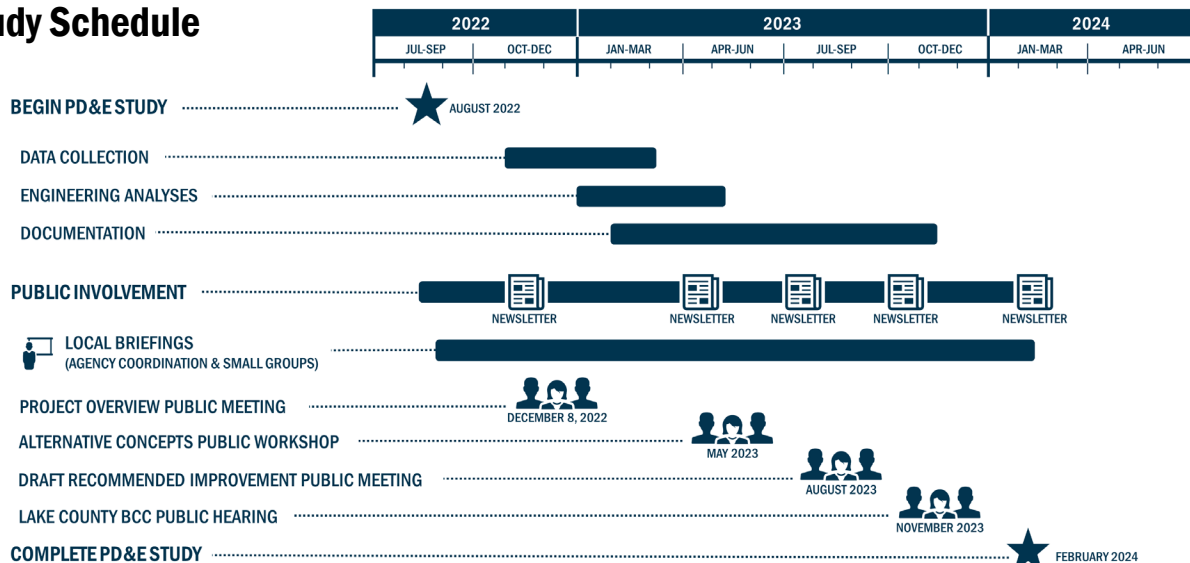 udy Schedule
2022 2023 2024
JUL-SEP OCT-DEC JAN-MAR APR-JUN JUL-SEP OCT-DEC JAN-MAR APR-JUN
BEGIN PD&E STUDY AUGUST 2022
DATA COLLECTION
ENGINEERING ANALYSES
DOCUMENTATION
PUBLIC INVOLVEMENT
NEWSLETTER NEWSLETTER NEWSLETTER NEWSLETTER NEWSLETTER
LOCAL BRIEFINGS
(AGENCY COORDINATION & SMALL GROUPS)
PROJECT OVERVIEW PUBLIC MEETING
DECEMBER 8, 2022
ALTERNATIVE CONCEPTS PUBLIC WORKSHOP
MAY 2023
DRAFT RECOMMENDED IMPROVEMENT PUBLIC MEETING
AUGUST 2023
LAKE COUNTY BCC PUBLIC HEARING
NOVEMBER 2023
COMPLETE PD&E STUDY FEBRUARY 2024